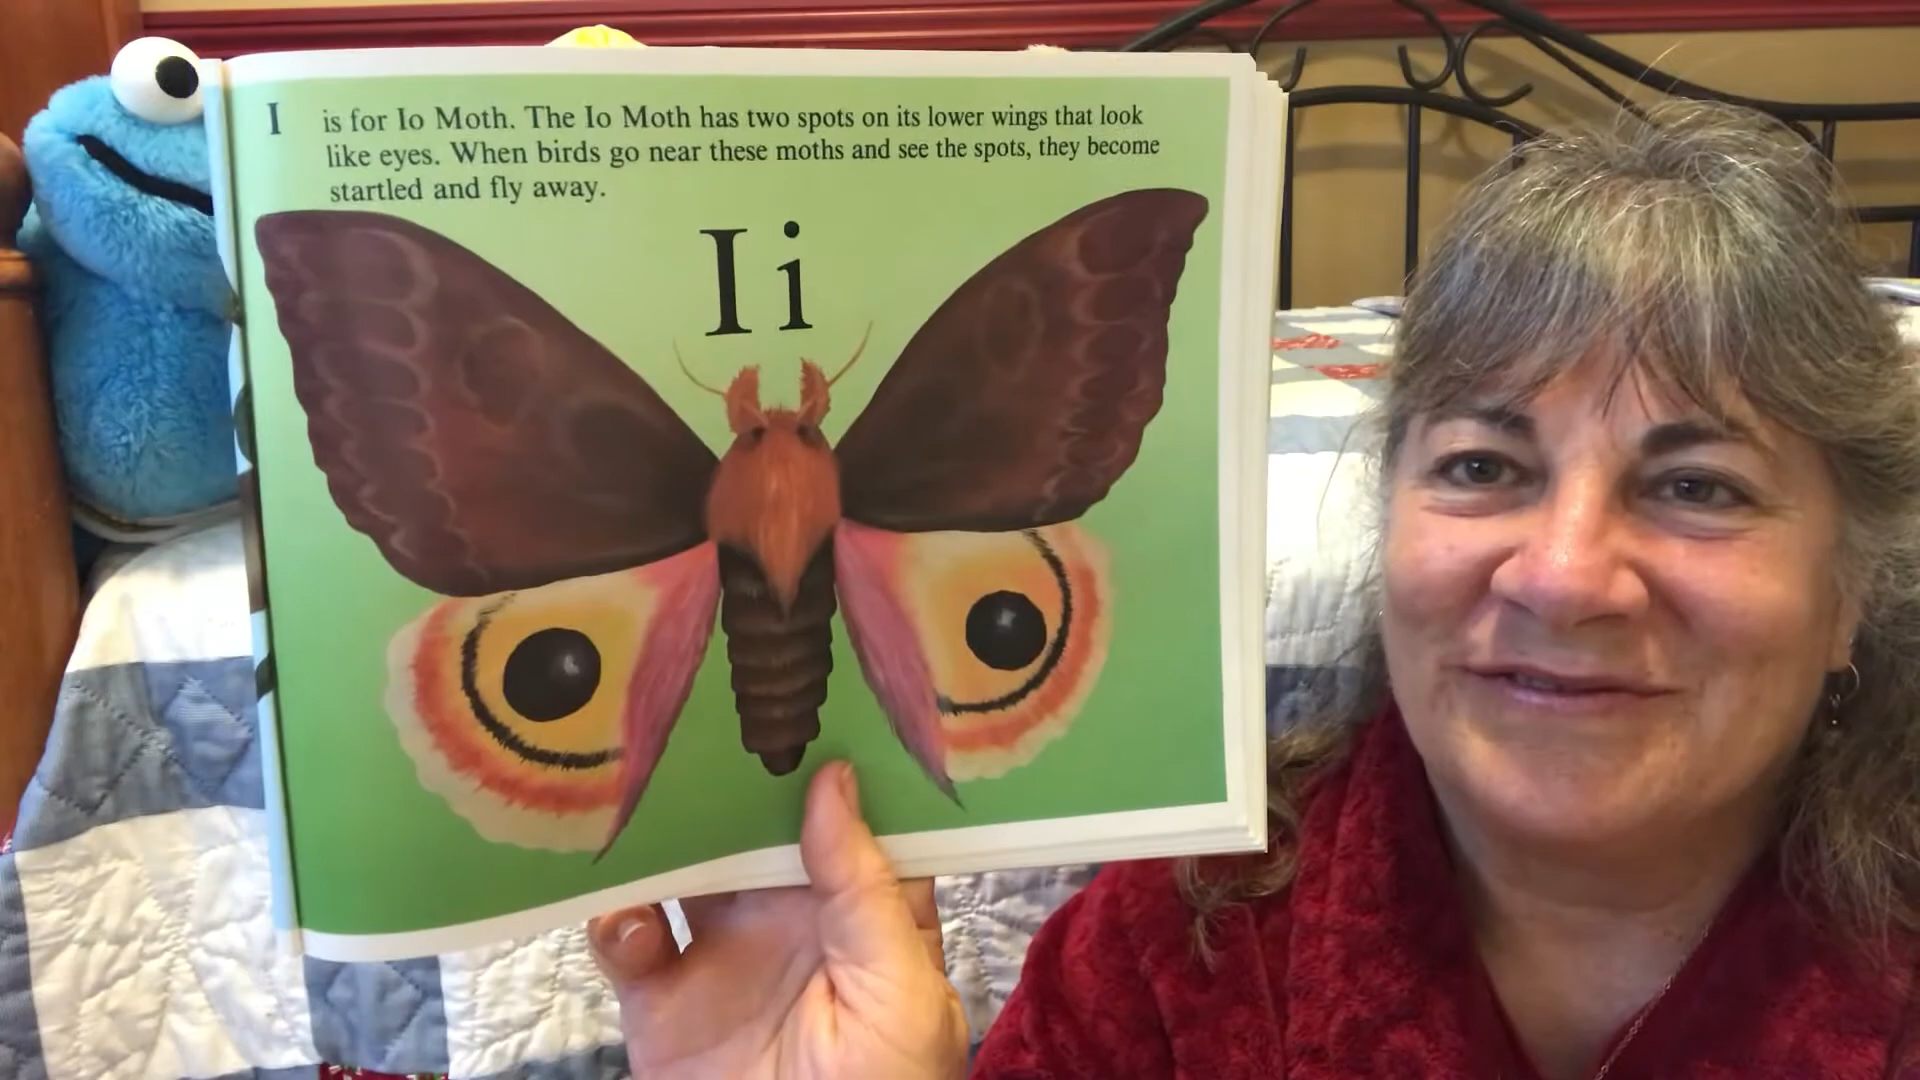 I is for Io Moth. The Io Moth has two spots on its lower wings that look
like eyes. When birds go near these moths and see the spots, they become
startled and fly away.
I i